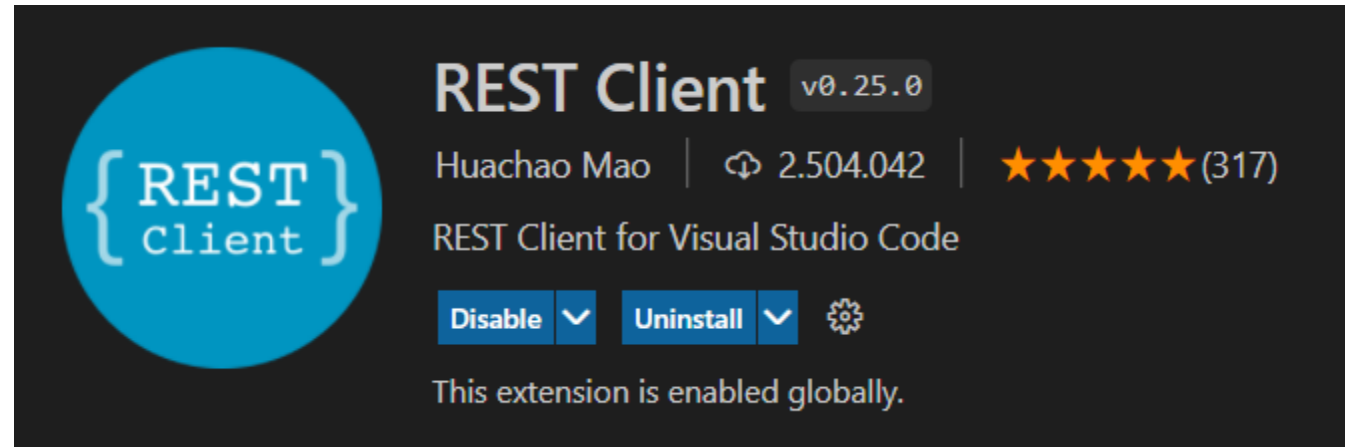 {REST
Client}
REST Client v0.25.0
Huachao Mao | 2.504.042 | ★★★★★(317)
REST Client for Visual Studio Code
Disable Uninstall
This extension is enabled globally.